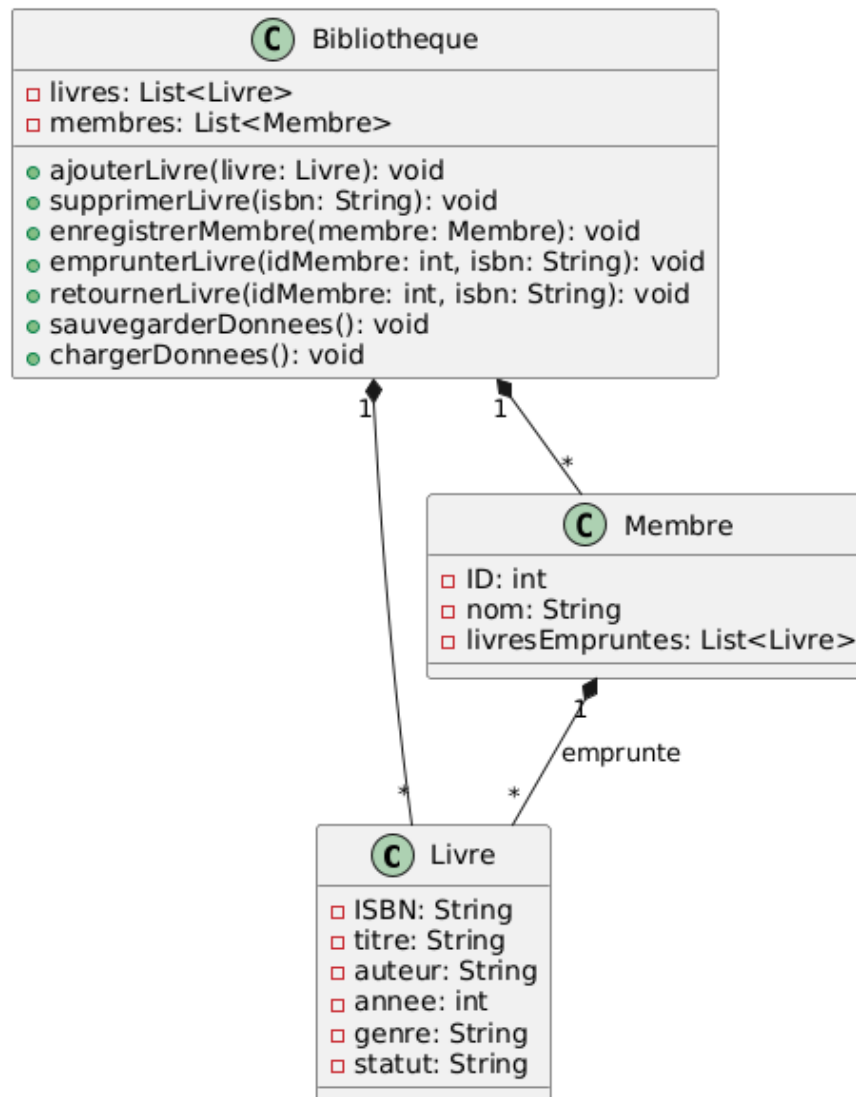 C Bibliotheque
livres: List<Livre>
membres: List<Membre>
ajouterLivre(livre: Livre): void
supprimerLivre(isbn: String): void
enregistrerMembre(membre: Membre): void
emprunterLivre(idMembre: int, isbn: String): void
retournerLivre(idMembre: int, isbn: String): void
sauvegarderDonnees(): void
chargerDonnees(): void
1
1
*
C Membre
ID: int
nom: String
livresEmpruntes: List<Livre>
1
emprunte
*
*
C Livre
ISBN: String
titre: String
auteur: String
annee: int
genre: String
statut: String